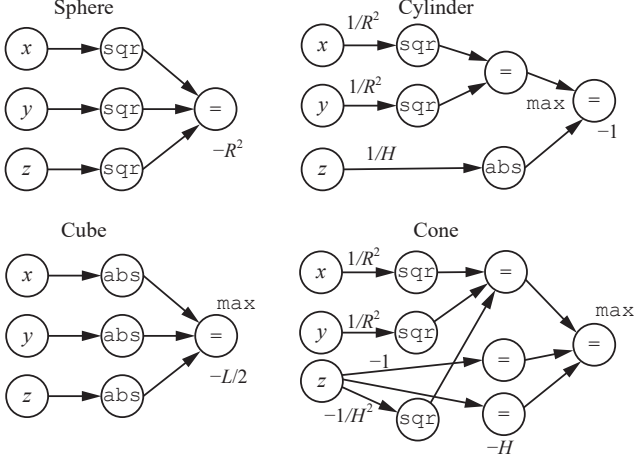 Sphere
x
sqr
y
sqr
=
z
sqr
−R²
Cylinder
1/R²
x
sqr
=
1/R²
y
sqr
max
=
−1
1/H
z
abs
Cube
x
abs
max
y
abs
=
z
abs
−L/2
Cone
1/R²
x
sqr
=
max
1/R²
y
sqr
=
−1
=
z
−1/H²
sqr
=
−H